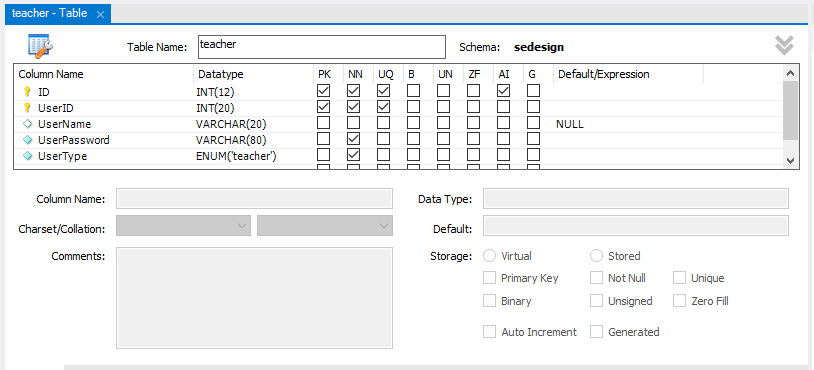 teacher - Table ×
Table Name: teacher Schema: sedesign
Column Name Datatype PK NN UQ B UN ZF AI G Default/Expression
ID INT(12)
UserID INT(20)
UserName VARCHAR(20) NULL
UserPassword VARCHAR(80)
UserType ENUM('teacher')
Column Name: Data Type:
Charset/Collation: Default:
Comments: Storage: Virtual Stored
Primary Key Not Null Unique
Binary Unsigned Zero Fill
Auto Increment Generated